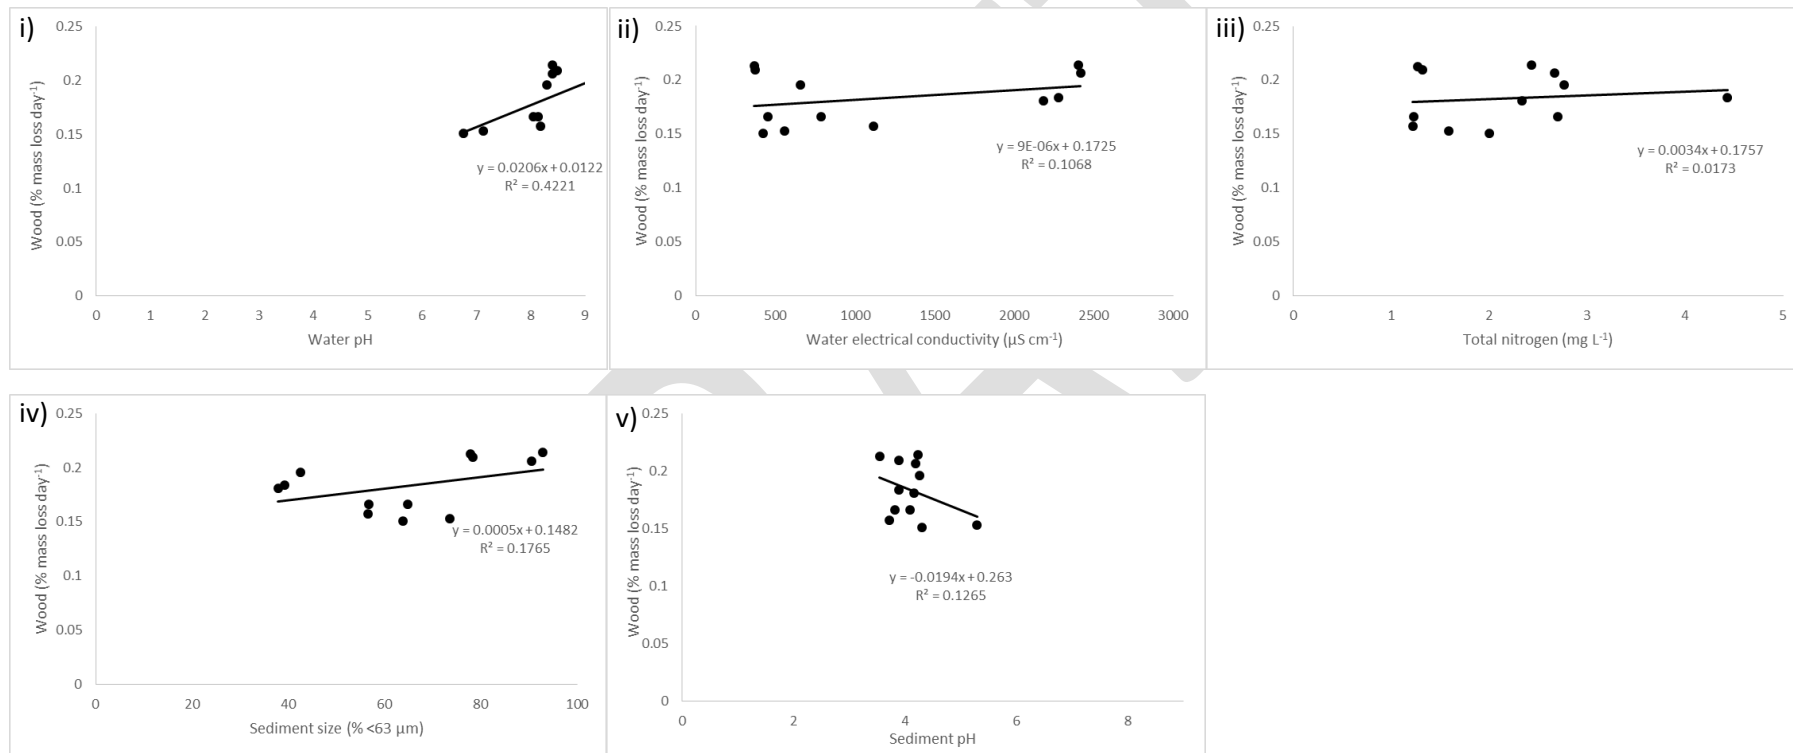 i)
0.25
0.2
0.15
0.1
0.05
0
Wood (% mass loss day-1)
y = 0.0206x + 0.0122
R² = 0.4221
0 1 2 3 4 5 6 7 8 9
Water pH
ii)
0.25
0.2
0.15
0.1
0.05
0
Wood (% mass loss day-1)
y = 9E-06x + 0.1725
R² = 0.1068
0 500 1000 1500 2000 2500 3000
Water electrical conductivity (µS cm-1)
iii)
0.25
0.2
0.15
0.1
0.05
0
Wood (% mass loss day-1)
y = 0.0034x + 0.1757
R² = 0.0173
0 1 2 3 4 5
Total nitrogen (mg L-1)
iv)
0.25
0.2
0.15
0.1
0.05
0
Wood (% mass loss day-1)
y = 0.0005x + 0.1482
R² = 0.1765
0 20 40 60 80 100
Sediment size (% <63 µm)
v)
0.25
0.2
0.15
0.1
0.05
0
Wood (% mass loss day-1)
y = -0.0194x + 0.263
R² = 0.1265
0 2 4 6 8
Sediment pH